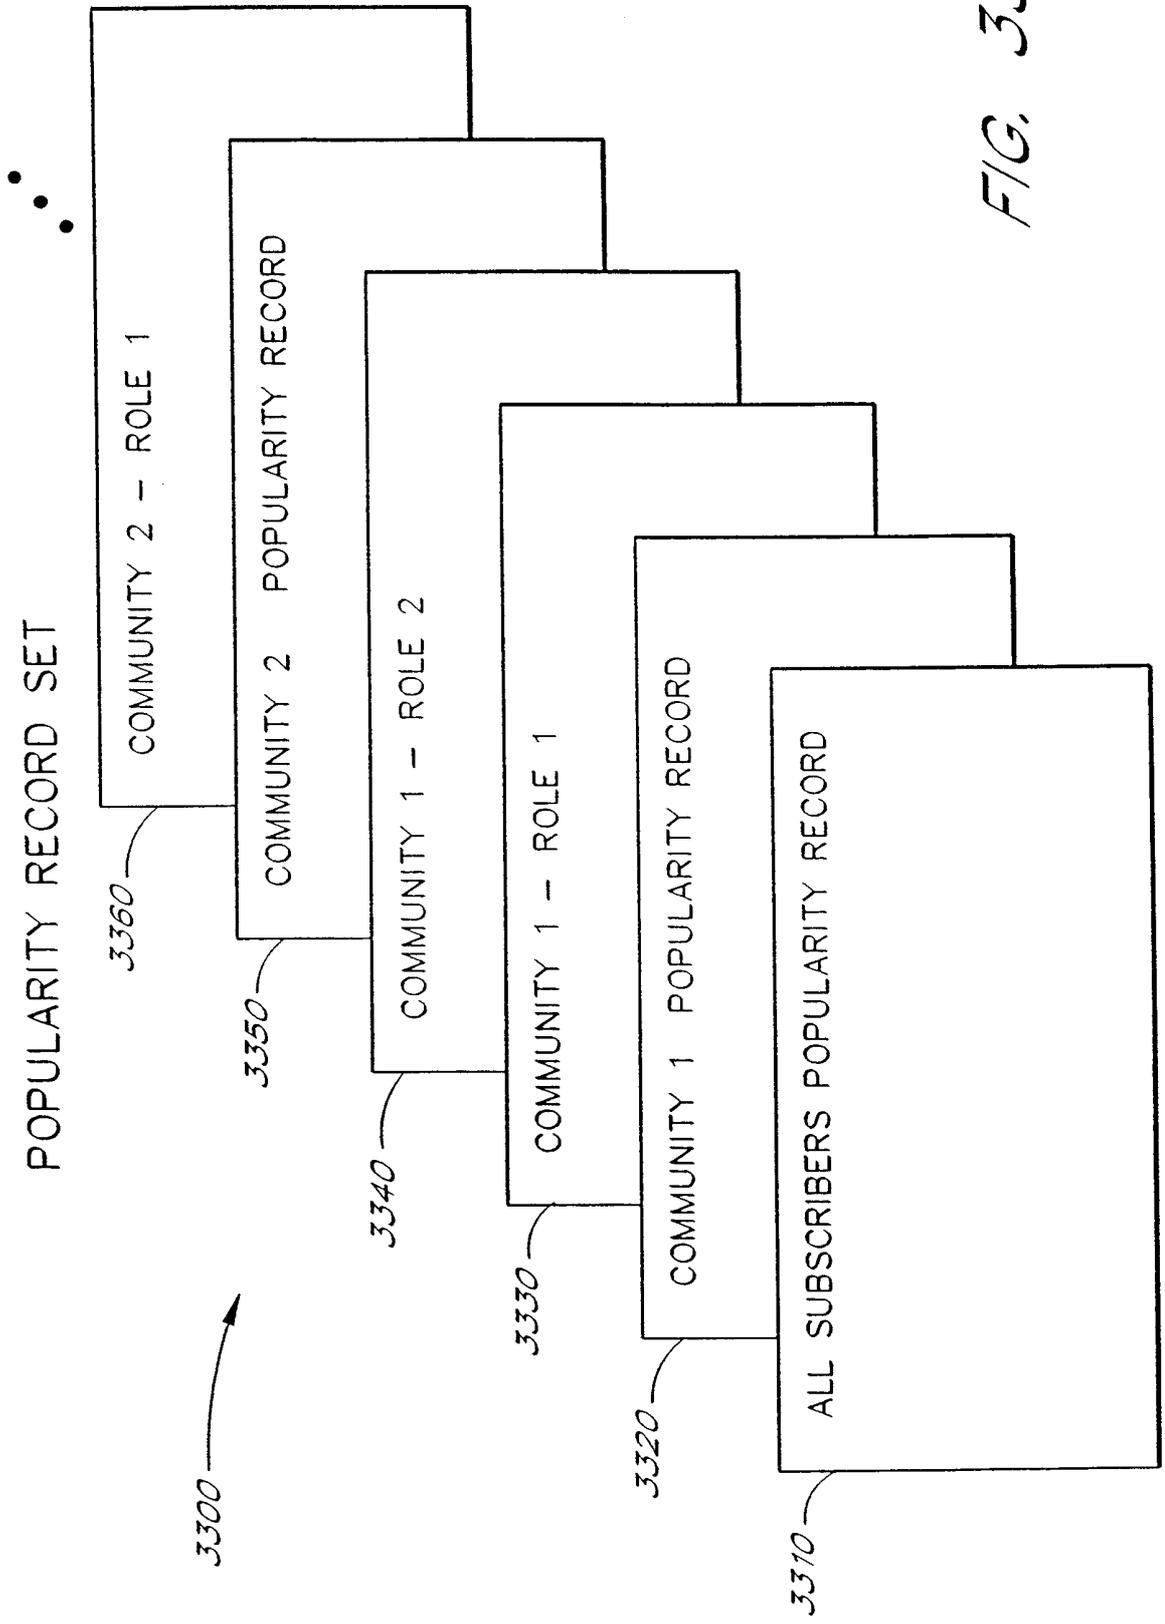 POPULARITY RECORD SET
3300
3360
COMMUNITY 2 – ROLE 1
3350
COMMUNITY 2 POPULARITY RECORD
3340
COMMUNITY 1 – ROLE 2
3330
COMMUNITY 1 – ROLE 1
3320
COMMUNITY 1 POPULARITY RECORD
3310
ALL SUBSCRIBERS POPULARITY RECORD
FIG.